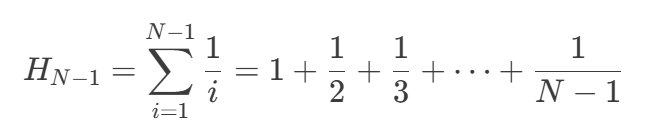 $H_{N-1} = \sum_{i=1}^{N-1} \frac{1}{i} = 1 + \frac{1}{2} + \frac{1}{3} + \cdots + \frac{1}{N-1}$